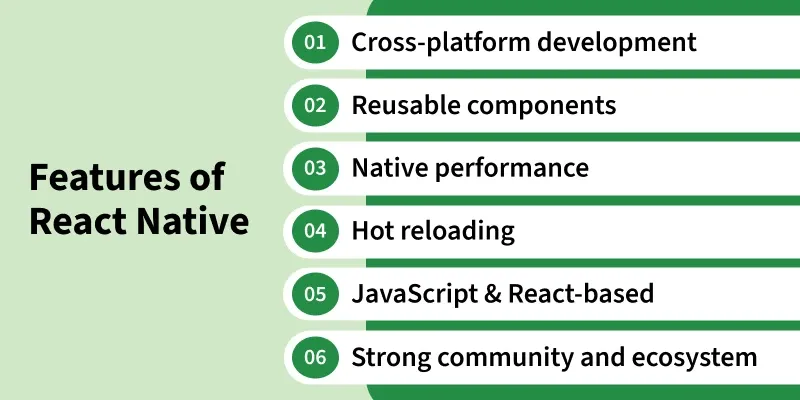 Features of
React Native
01 Cross-platform development
02 Reusable components
03 Native performance
04 Hot reloading
05 JavaScript & React-based
06 Strong community and ecosystem